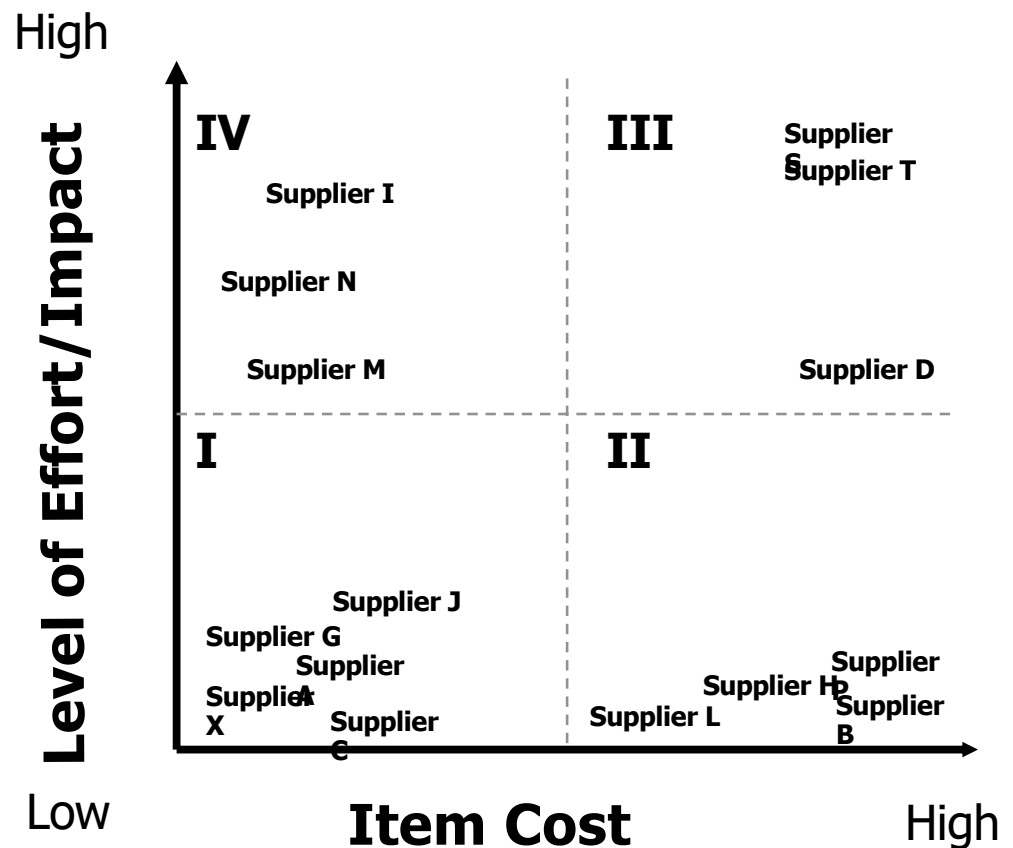 High
Level of Effort/Impact
IV
III
Supplier
S
Supplier T
Supplier I
Supplier N
Supplier M
Supplier D
I
II
Supplier J
Supplier G
Supplier
A
Supplier
X
Supplier
C
Supplier
P
Supplier H
Supplier L
Supplier
B
Low
Item Cost
High